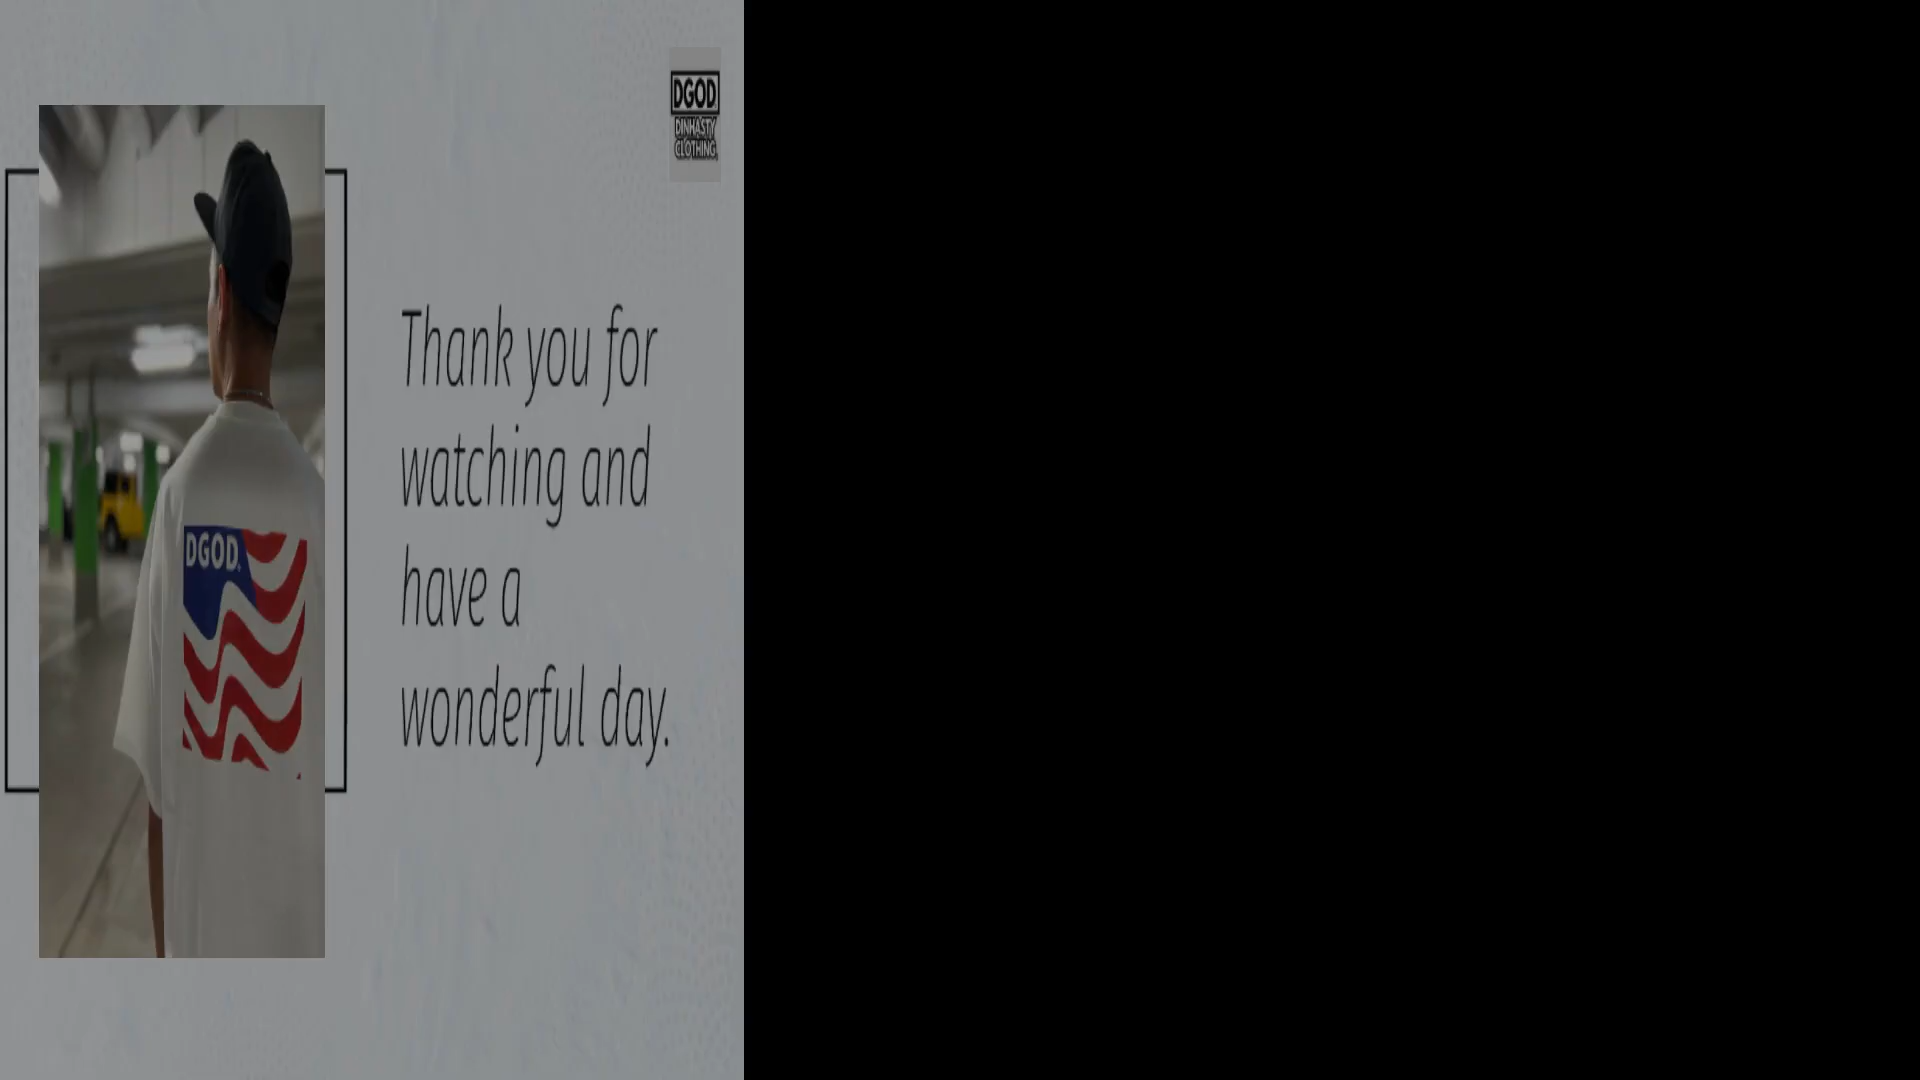 DGOD
DINHASTY
CLOTHING
DGOD.
Thank you for
watching and
have a
wonderful day.